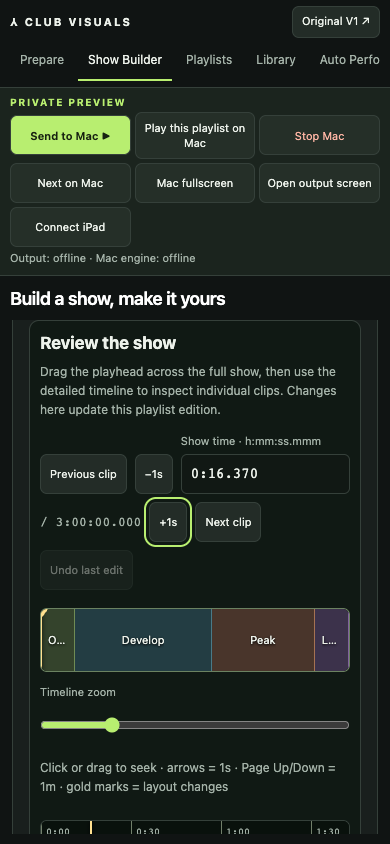 ⅄ CLUB VISUALS
Original V1 ↗
Prepare Show Builder Playlists Library Auto Perfo
PRIVATE PREVIEW
Send to Mac ▶
Play this playlist on
Mac
Stop Mac
Next on Mac
Mac fullscreen
Open output screen
Connect iPad
Output: offline · Mac engine: offline
Build a show, make it yours
Review the show
Drag the playhead across the full show, then use the
detailed timeline to inspect individual clips. Changes
here update this playlist edition.
Show time · h:mm:ss.mmm
Previous clip
−1s
0:16.370
/ 3:00:00.000
+1s
Next clip
Undo last edit
O...
Develop
Peak
L...
Timeline zoom
Click or drag to seek · arrows = 1s · Page Up/Down =
1m · gold marks = layout changes
0:00 0:30 1:00 1:30